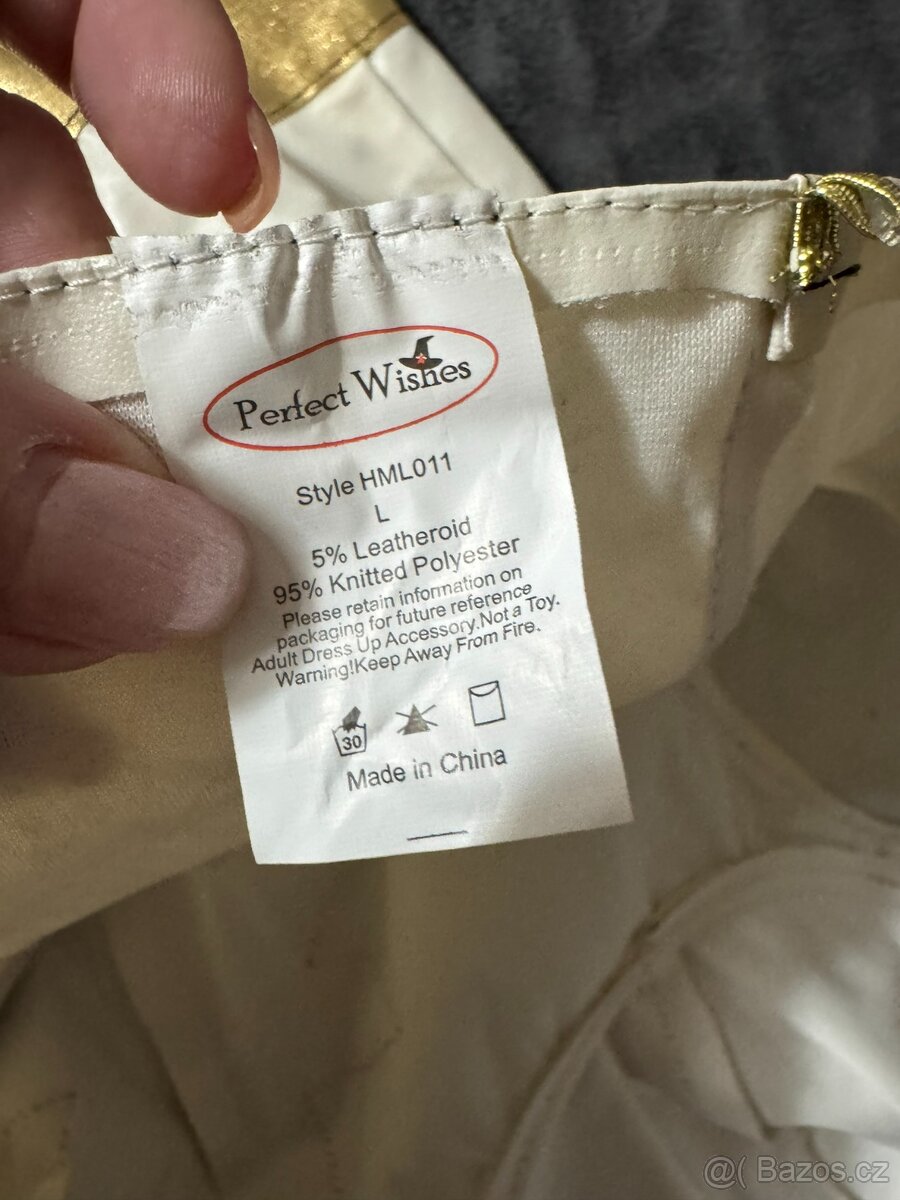 Perfect Wishes
Style HML011
L
5% Leatheroid
95% Knitted Polyester
Please retain information on
packaging for future reference
Adult Dress Up Accessory.Not a Toy.
Warning!Keep Away From Fire.
30
Made in China
@( Bazos.cz